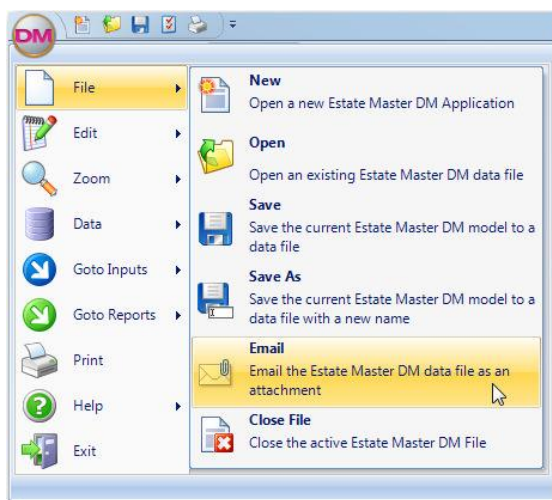 DM
File
Edit
Zoom
Data
Goto Inputs
Goto Reports
Print
Help
Exit
New
Open a new Estate Master DM Application
Open
Open an existing Estate Master DM data file
Save
Save the current Estate Master DM model to a
data file
Save As
Save the current Estate Master DM model to a
data file with a new name
Email
Email the Estate Master DM data file as an
attachment
Close File
Close the active Estate Master DM File